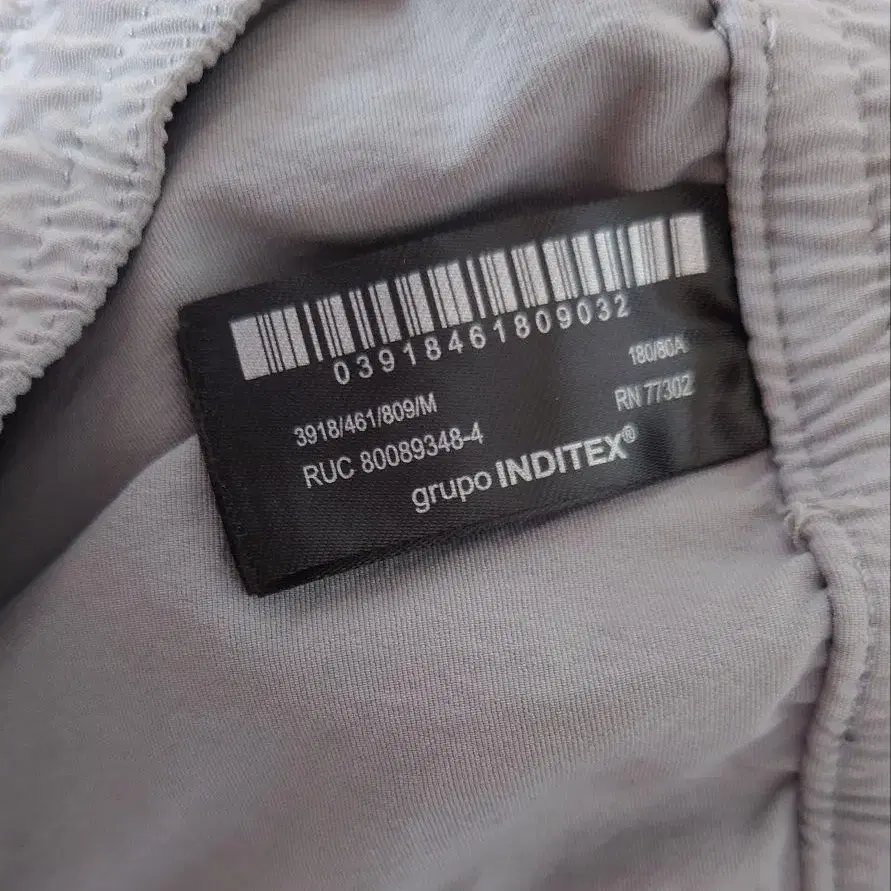 03918461809032
180/80A
3918/461/809/M
RN 77302
RUC 80089348-4
grupo INDITEX®